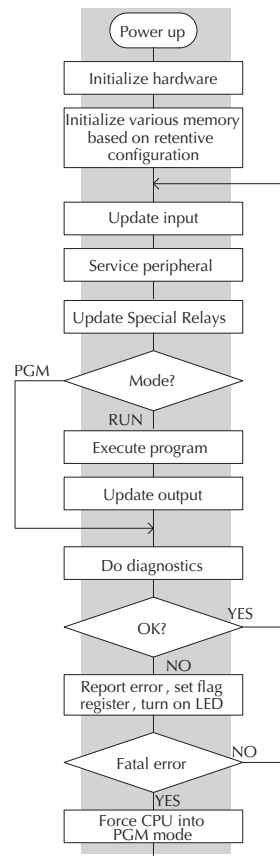 Power up
Initialize hardware
Initialize various memory
based on retentive
configuration
Update input
Service peripheral
Update Special Relays
PGM
Mode?
RUN
Execute program
Update output
Do diagnostics
YES
OK?
NO
Report error , set flag
register , turn on LED
NO
Fatal error
YES
Force CPU into
PGM mode